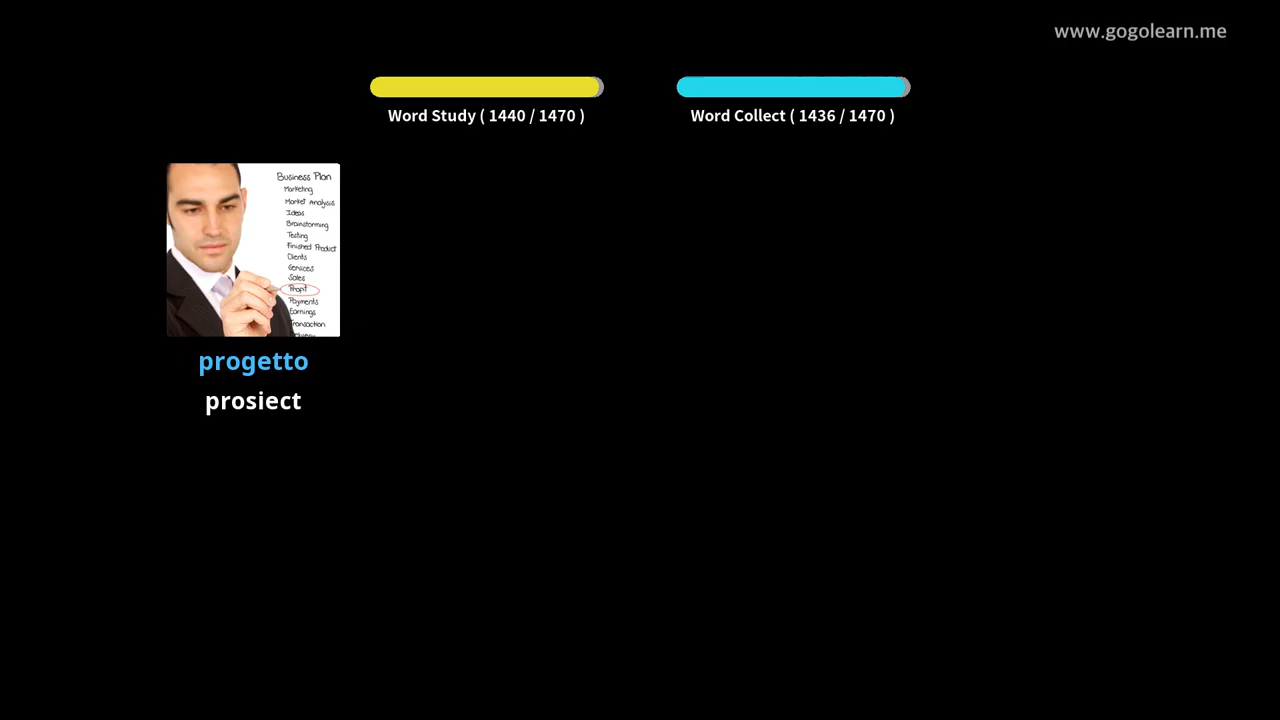 www.gogolearn.me
Word Study ( 1440 / 1470 )
Word Collect ( 1436 / 1470 )
Business Plan
Marketing
Market Analysis
Ideas
Brainstorming
Testing
Finished Product
Clients
Services
Sales
Profit
Payments
Earnings
Transaction
progetto
prosiect